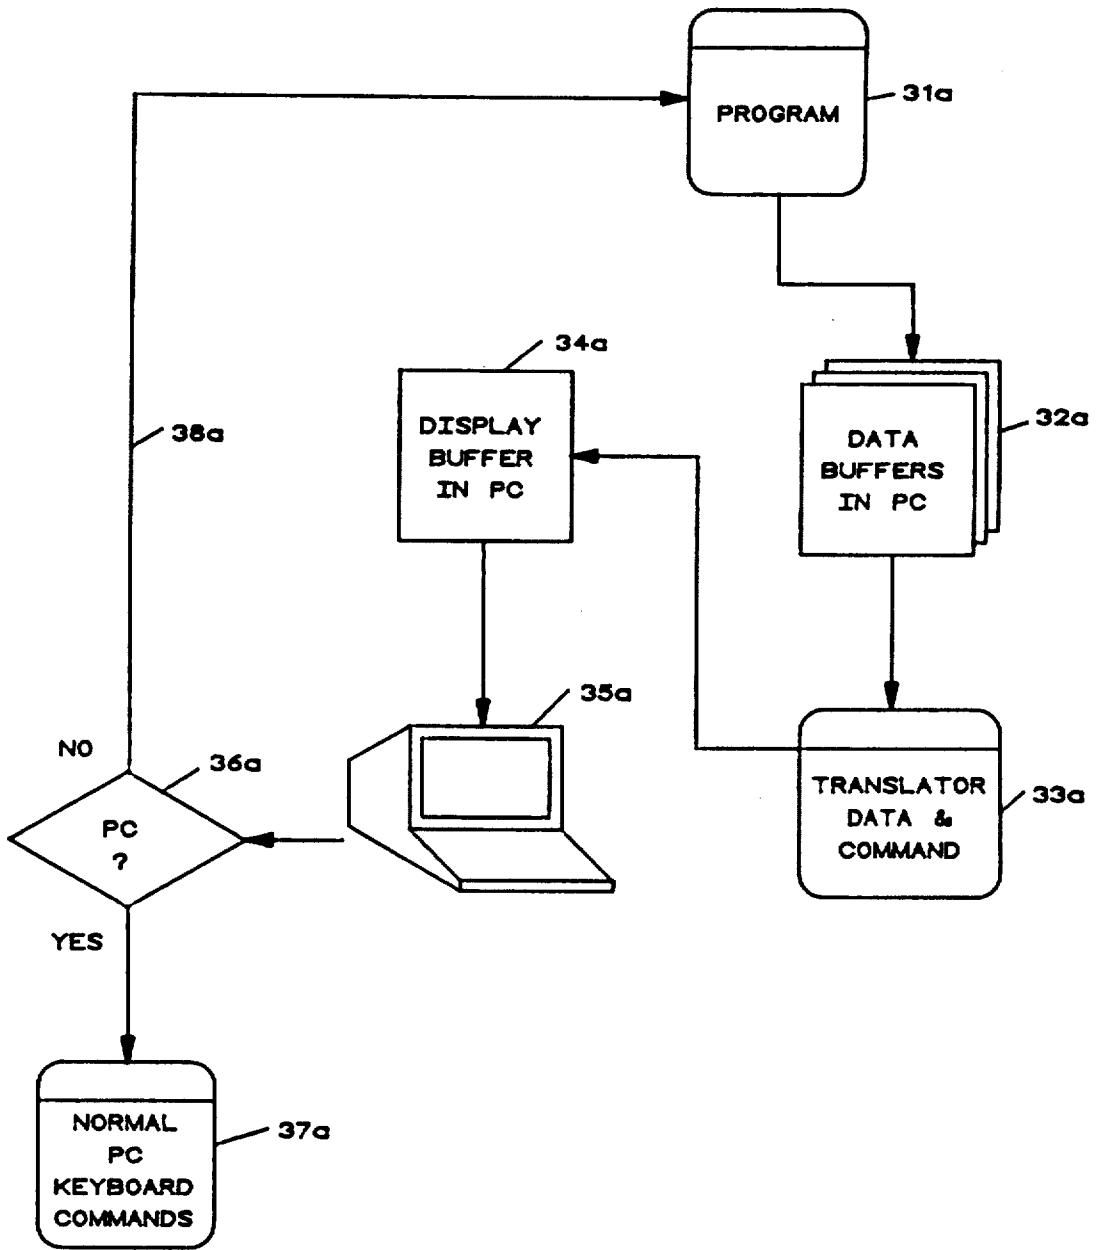 PROGRAM
31a
34a
38a
DISPLAY
BUFFER
IN PC
32a
DATA
BUFFERS
IN PC
35a
NO
36a
PC
?
TRANSLATOR
DATA &
COMMAND
33a
YES
NORMAL
PC
KEYBOARD
COMMANDS
37a